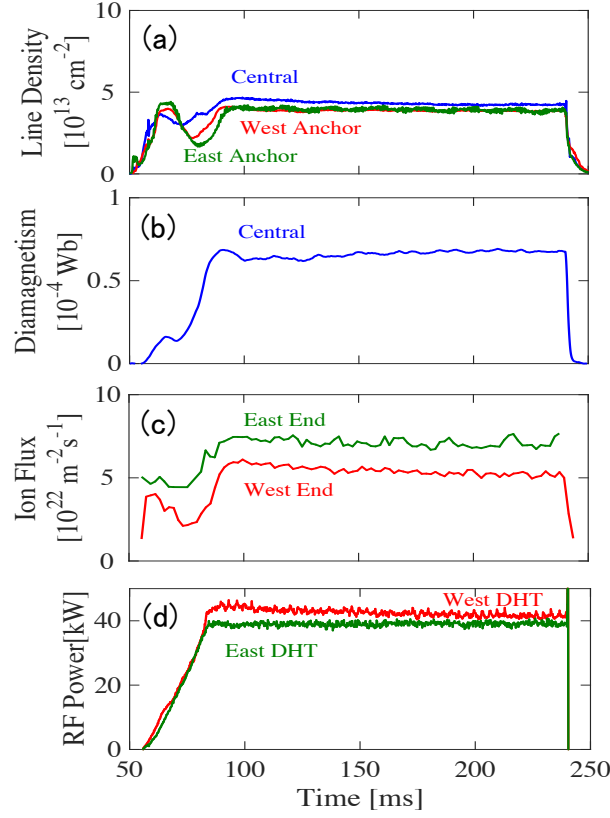 10
(a)
Central
Line Density
[10^13 cm^-2]
5
West Anchor
East Anchor
0
1
(b)
Central
Diamagnetism
[10^-4 Wb]
0.5
0
10
(c)
East End
Ion Flux
[10^22 m^-2 s^-1]
5
West End
0
(d)
West DHT
40
RF Power[kW]
East DHT
20
0
50 100 150 200 250
Time [ms]